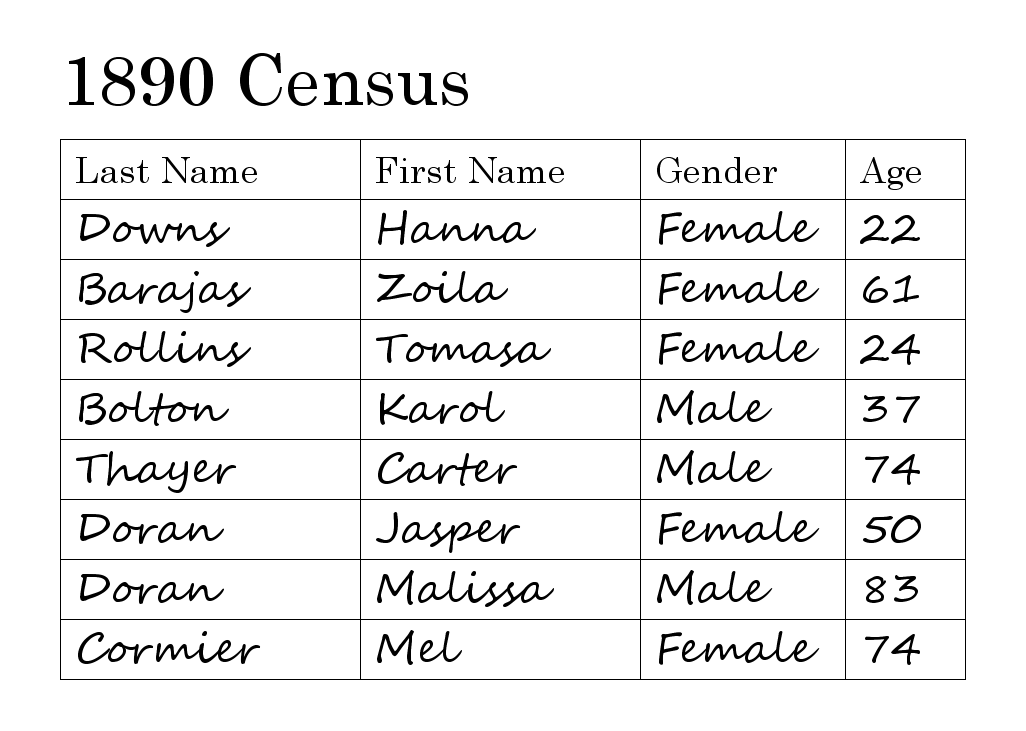 1890 Census
Last Name First Name Gender Age
Downs Hanna Female 22
Barajas Zoila Female 61
Rollins Tomasa Female 24
Bolton Karol Male 37
Thayer Carter Male 74
Doran Jasper Female 50
Doran Malissa Male 83
Cormier Mel Female 74